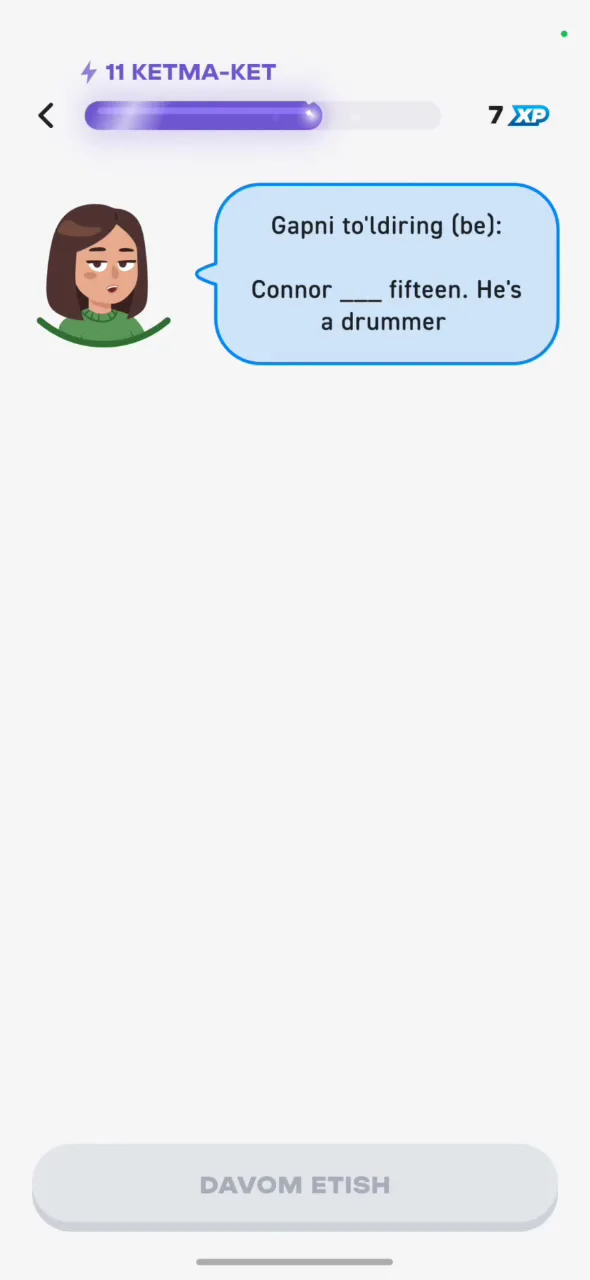 11 KETMA-KET
7 XP
Gapni to'ldiring (be):
Connor ___ fifteen. He's
a drummer
DAVOM ETISH